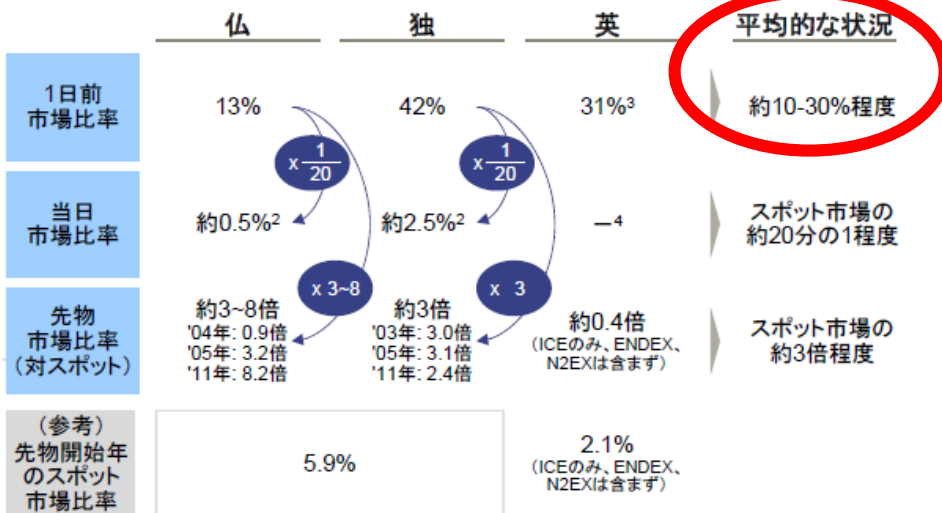 仏 独 英 平均的な状況
1日前
市場比率
13% 42% 31%³ 約10-30%程度
x 1/20 x 1/20
当日
市場比率
約0.5%² 約2.5%² –⁴ スポット市場の
約20分の1程度
x 3~8 x 3
先物
市場比率
(対スポット)
約3~8倍
'04年: 0.9倍
'05年: 3.2倍
'11年: 8.2倍
約3倍
'03年: 3.0倍
'05年: 3.1倍
'11年: 2.4倍
約0.4倍
(ICEのみ、ENDEX、
N2EXは含まず)
スポット市場の
約3倍程度
(参考)
先物開始年
のスポット
市場比率
5.9%
2.1%
(ICEのみ、ENDEX、
N2EXは含まず)